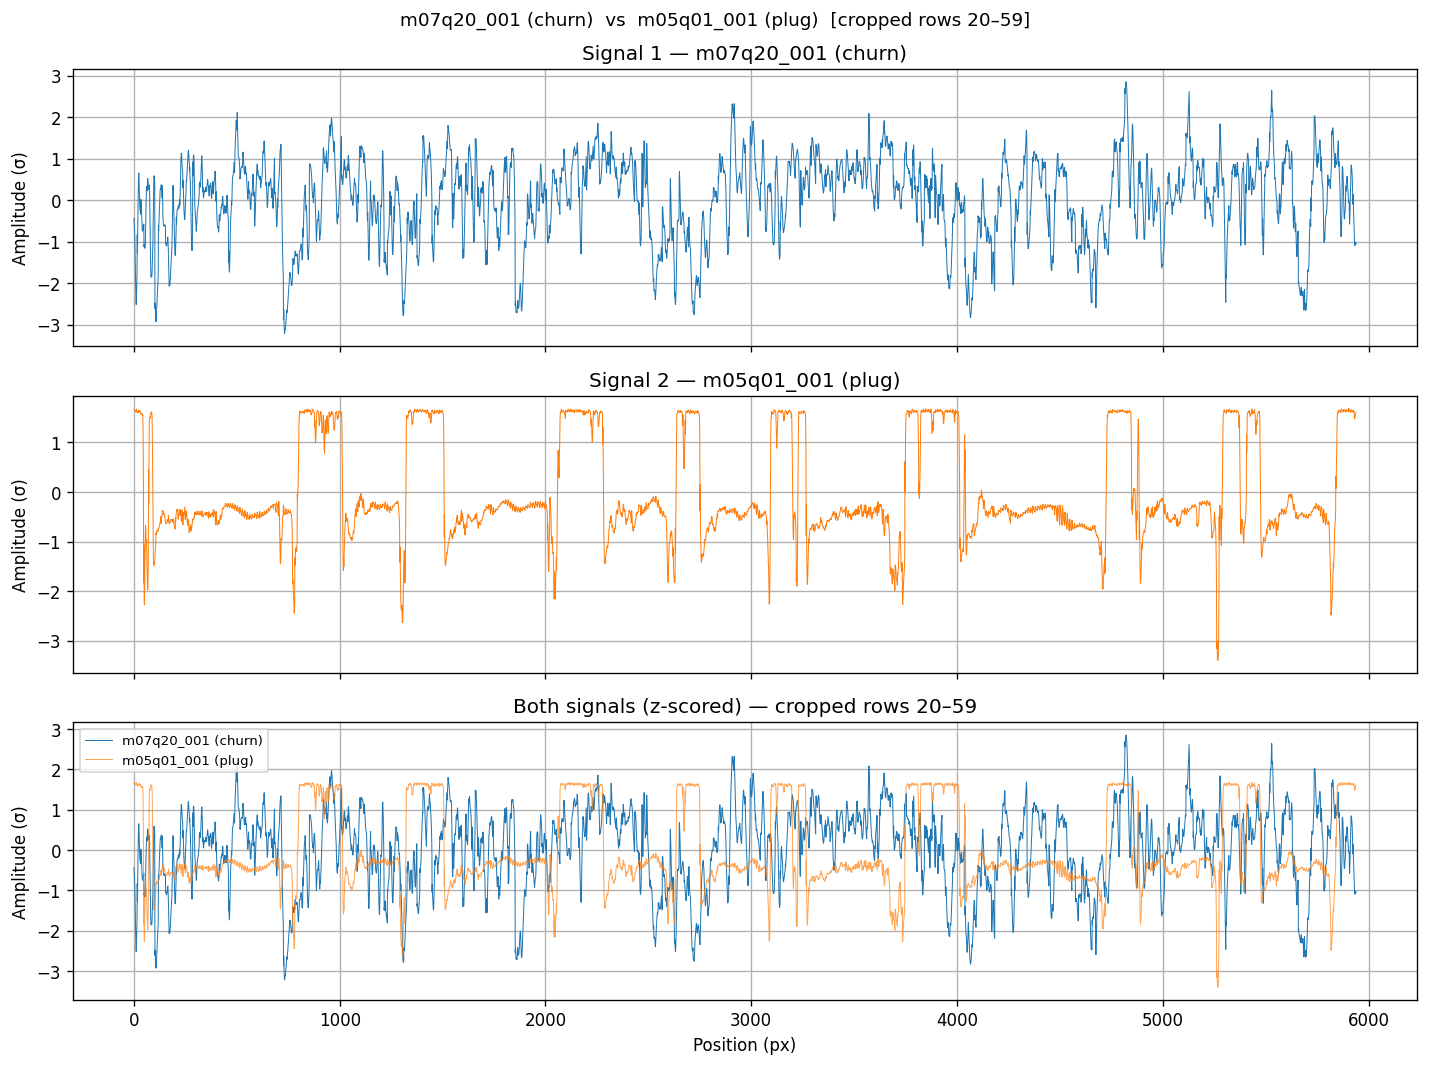 m07q20_001 (churn)  vs  m05q01_001 (plug)  [cropped rows 20–59]
Signal 1 — m07q20_001 (churn)
Amplitude (σ)
3
2
1
0
−1
−2
−3
Signal 2 — m05q01_001 (plug)
Amplitude (σ)
1
0
−1
−2
−3
Both signals (z-scored) — cropped rows 20–59
m07q20_001 (churn)
m05q01_001 (plug)
Amplitude (σ)
3
2
1
0
−1
−2
−3
0 1000 2000 3000 4000 5000 6000
Position (px)